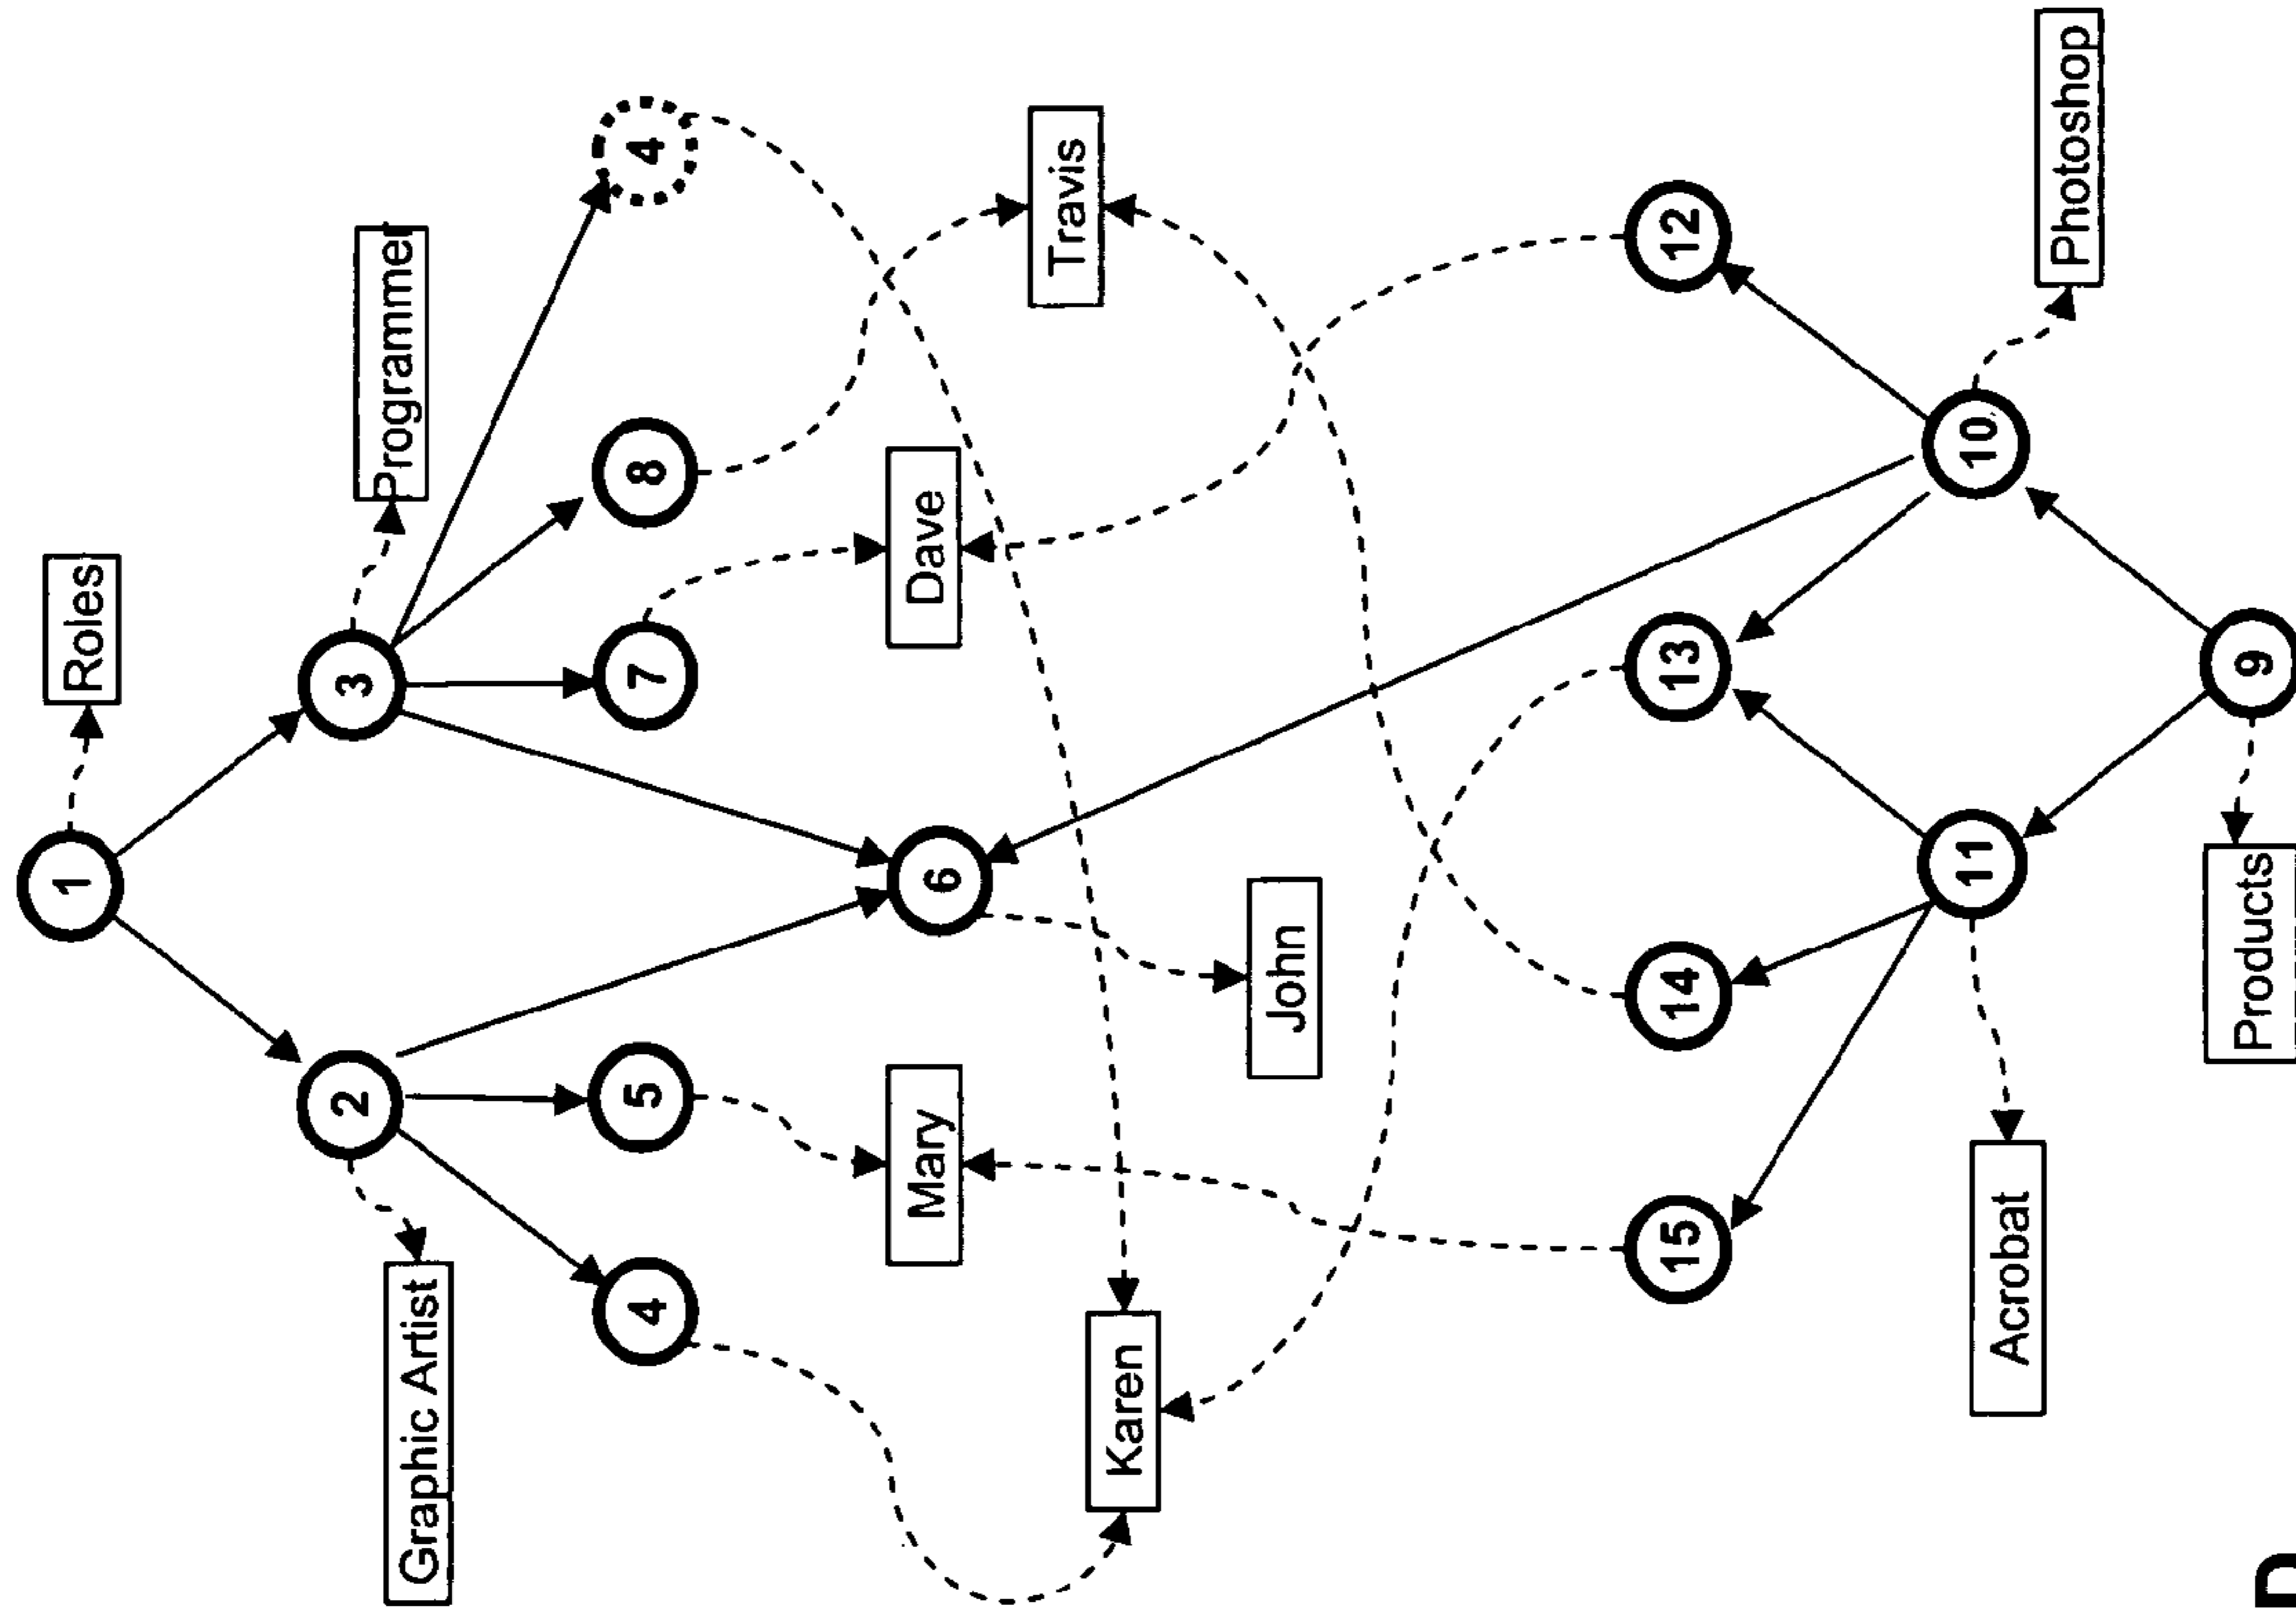 1
Roles
2
3
Graphic Artist
Programmer
4
5
7
8
4
6
Mary
Dave
Travis
Karen
John
15
14
13
12
11
10
Acrobat
Photoshop
9
Products